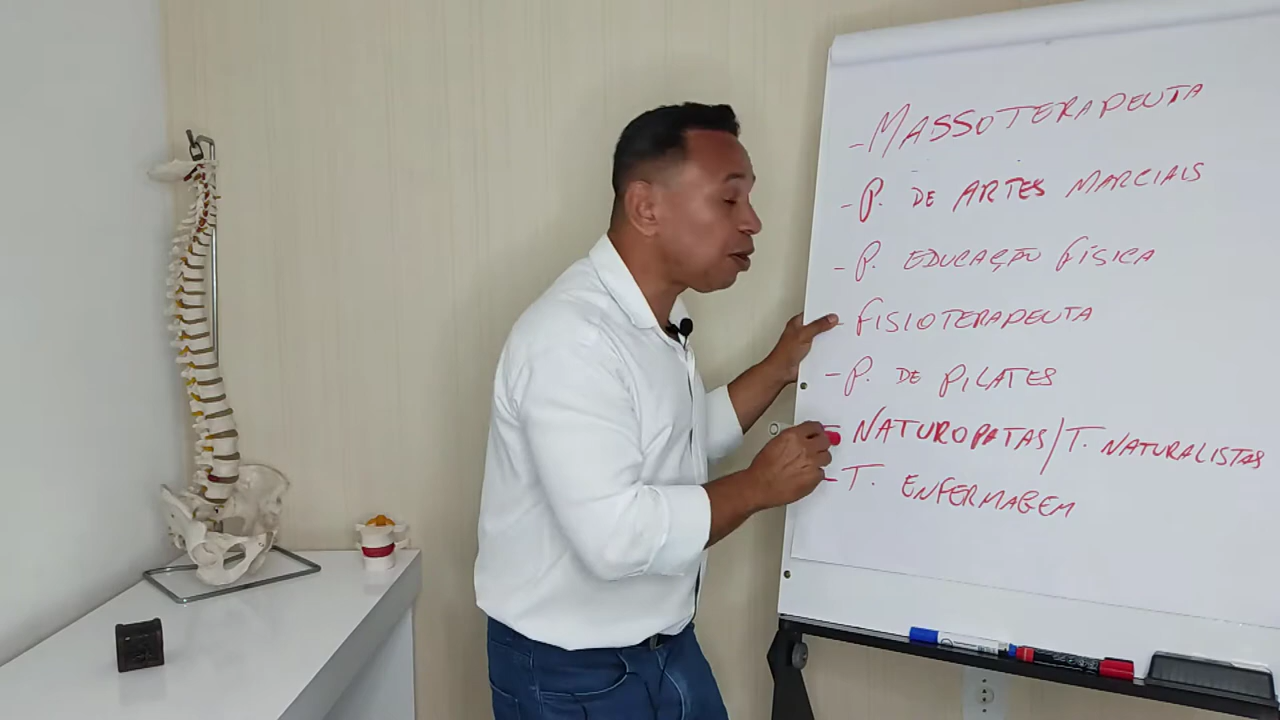 - MASSOTERAPEUTA
- P. DE ARTES MARCIAIS
- P. EDUCAÇÃO FÍSICA
- FISIOTERAPEUTA
- P. DE PILATES
- NATUROPATAS/T. NATURALISTAS
- T. ENFERMAGEM